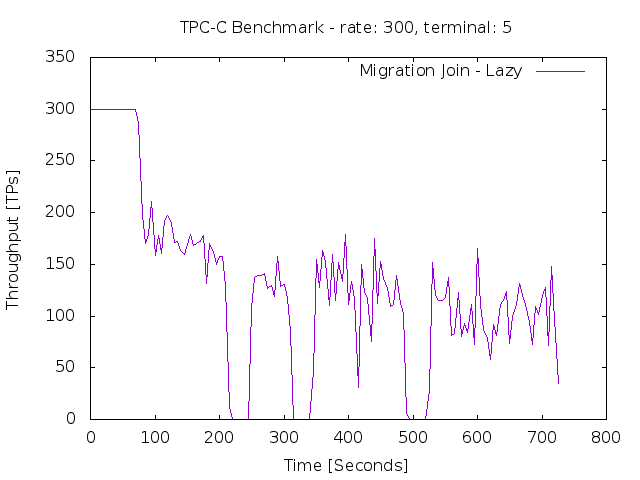 TPC-C Benchmark - rate: 300, terminal: 5
Migration Join - Lazy
Throughput [TPs]
350
300
250
200
150
100
50
0
0 100 200 300 400 500 600 700 800
Time [Seconds]